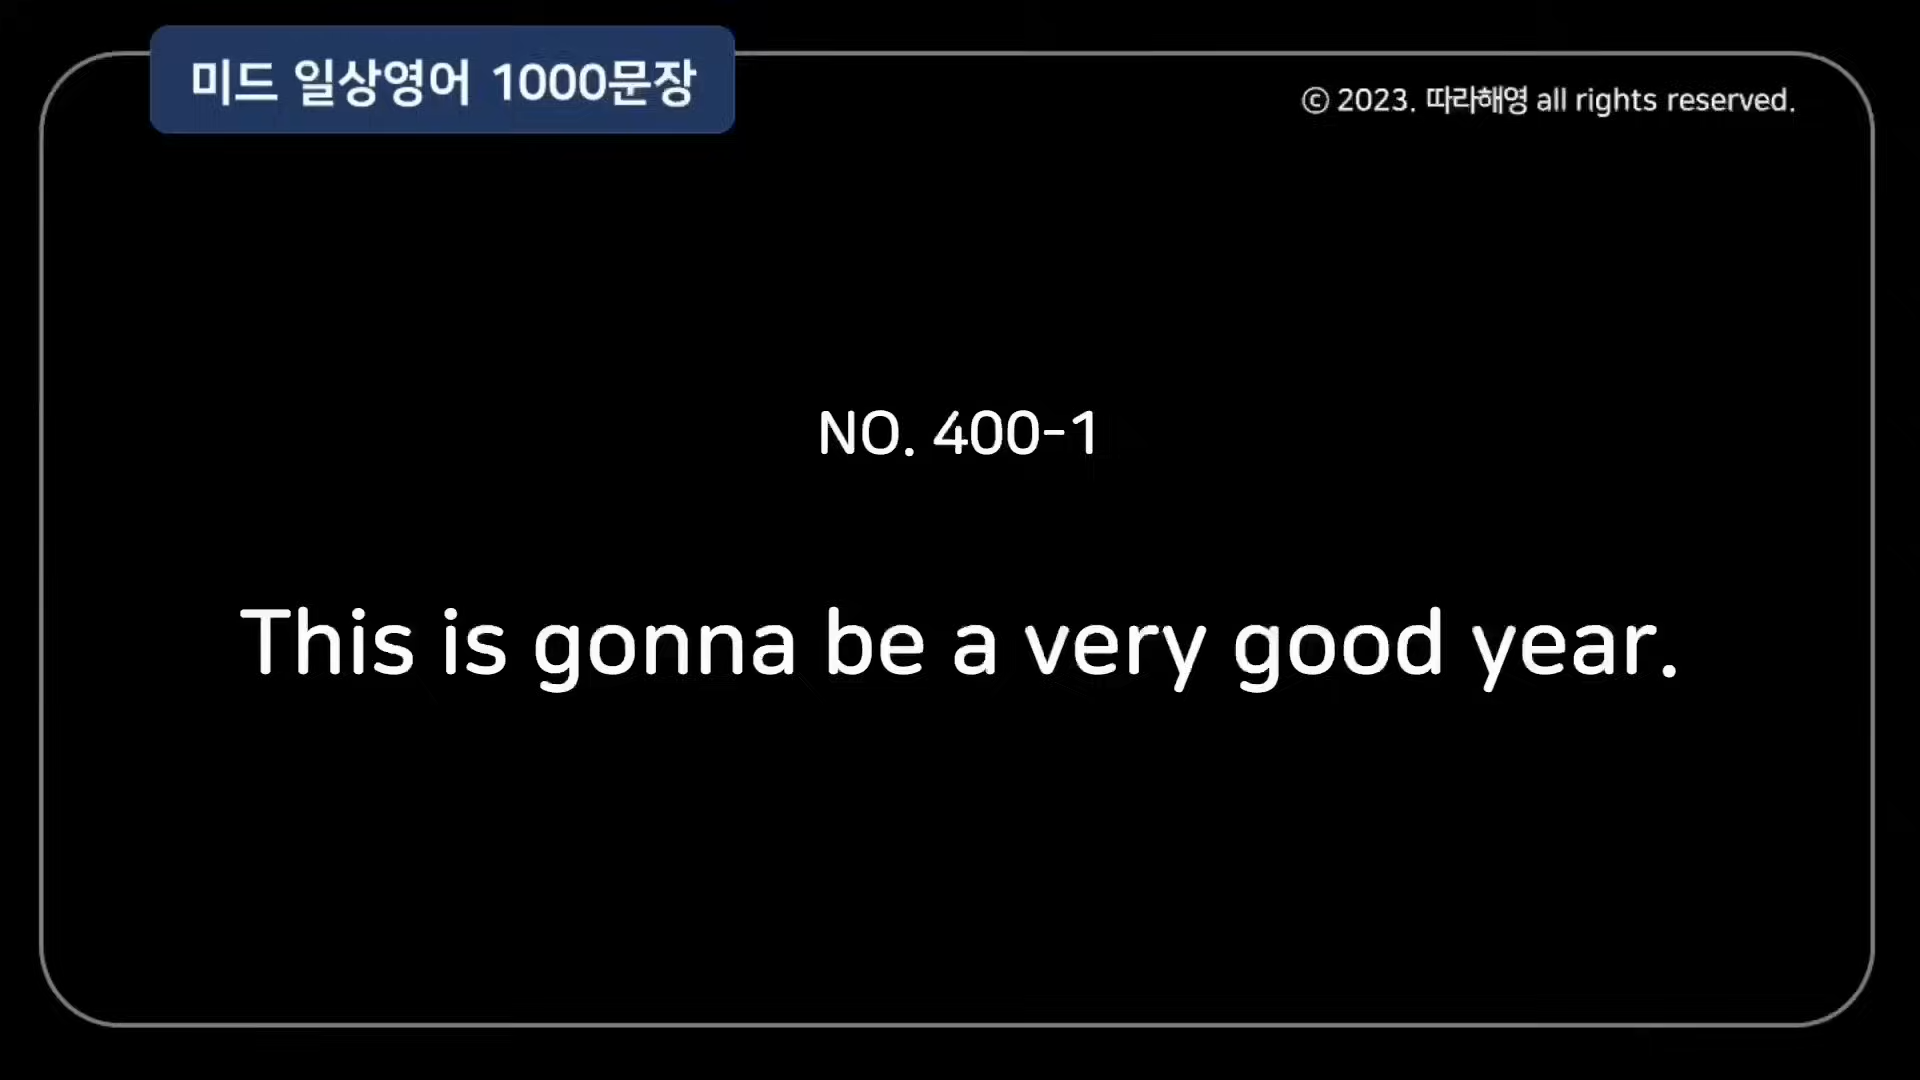 미드 일상영어 1000문장
© 2023. 따라해영 all rights reserved.
NO. 400-1
This is gonna be a very good year.